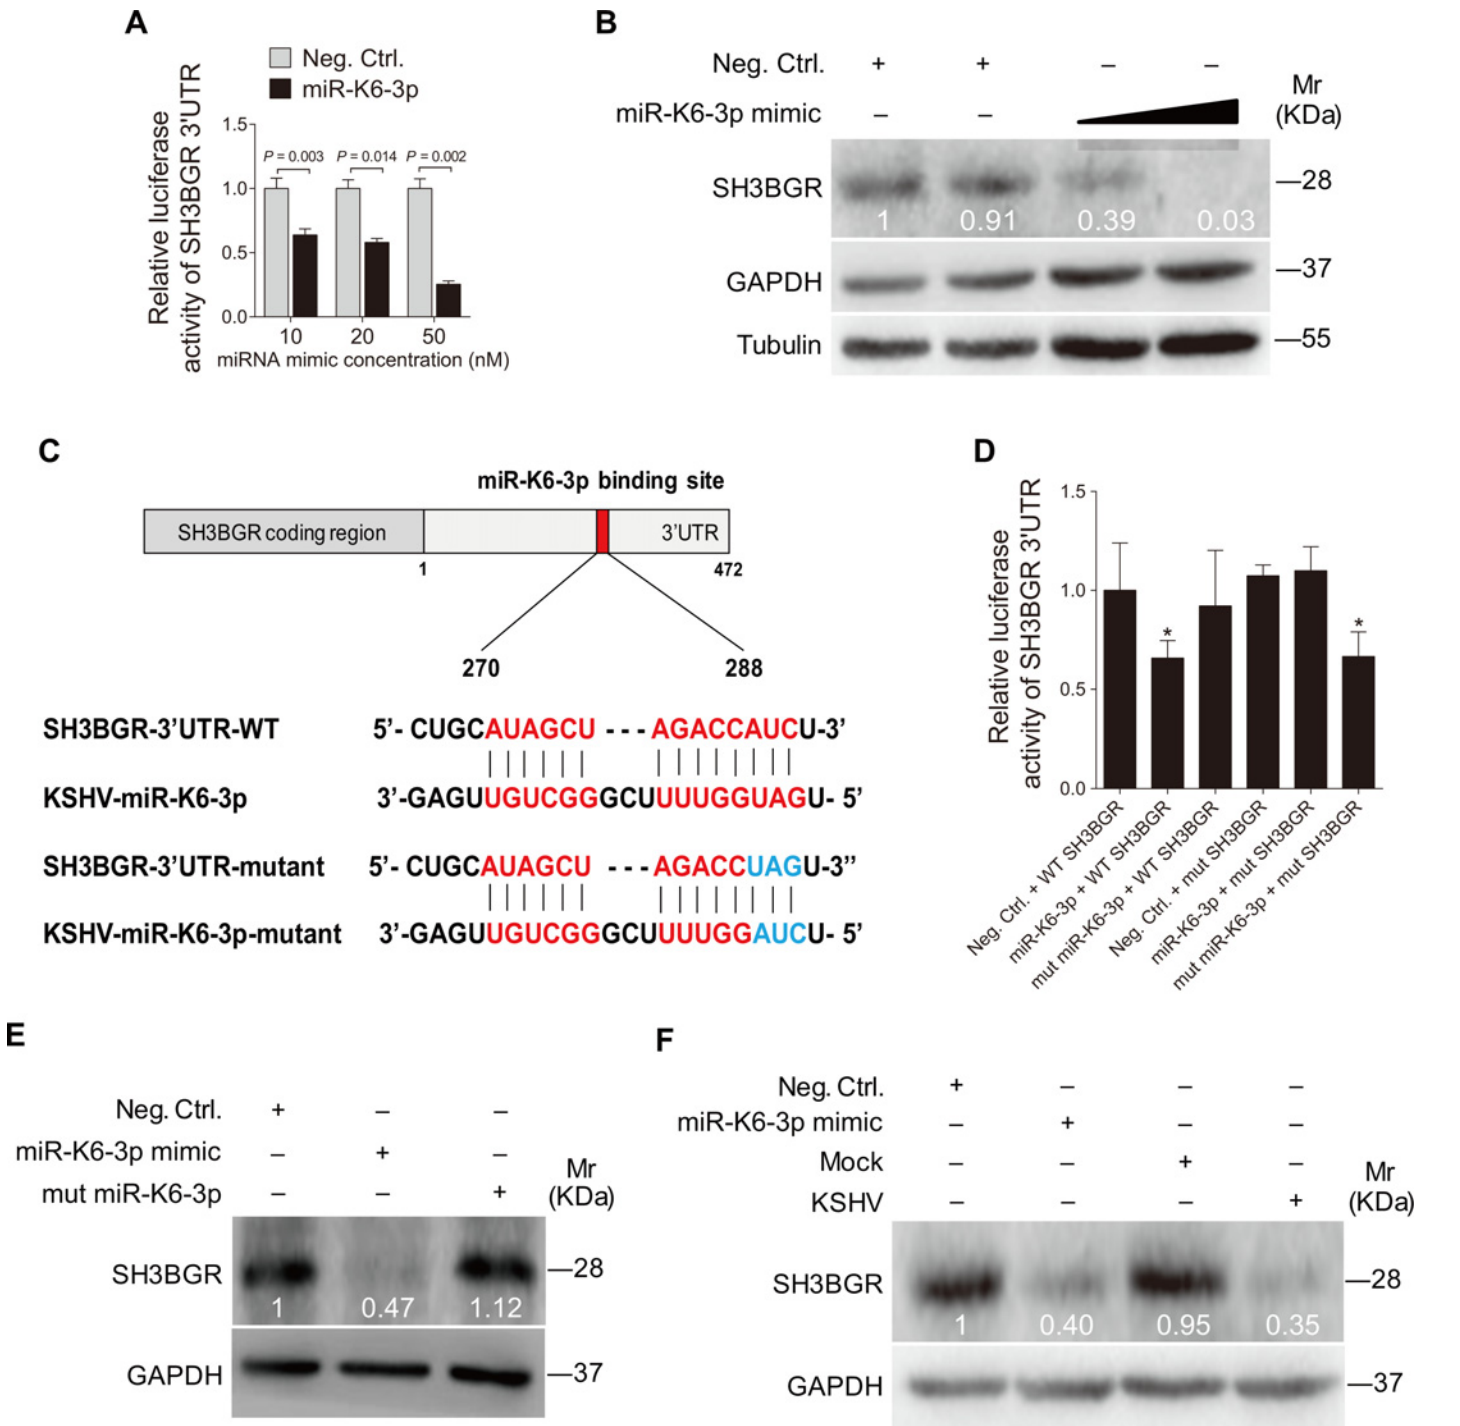 A
Neg. Ctrl.
miR-K6-3p
Relative luciferase
activity of SH3BGR 3'UTR
1.5
1.0
0.5
0.0
P = 0.003 P = 0.014 P = 0.002
10 20 50
miRNA mimic concentration (nM)
B
Neg. Ctrl. + + – –
miR-K6-3p mimic – –
Mr
(KDa)
SH3BGR —28
1 0.91 0.39 0.03
GAPDH —37
Tubulin —55
C
miR-K6-3p binding site
SH3BGR coding region 3’UTR
1 472
270 288
SH3BGR-3’UTR-WT 5’- CUGCAUAGCU - - - AGACCAUCU-3’
KSHV-miR-K6-3p 3’-GAGUUGUCGGGCUUUUGGUAGU- 5’
SH3BGR-3’UTR-mutant 5’- CUGCAUAGCU - - - AGACCUAGU-3’’
KSHV-miR-K6-3p-mutant 3’-GAGUUGUCGGGCUUUUGGAUCU- 5’
D
Relative luciferase
activity of SH3BGR 3'UTR
1.5
1.0
0.5
0.0
* *
Neg. Ctrl. + WT SH3BGR
miR-K6-3p + WT SH3BGR
mut miR-K6-3p + WT SH3BGR
Neg. Ctrl. + mut SH3BGR
miR-K6-3p + mut SH3BGR
mut miR-K6-3p + mut SH3BGR
E
Neg. Ctrl. + – –
miR-K6-3p mimic – + –
mut miR-K6-3p – – +
Mr
(KDa)
SH3BGR —28
1 0.47 1.12
GAPDH —37
F
Neg. Ctrl. + – – –
miR-K6-3p mimic – + – –
Mock – – + –
KSHV – – – +
Mr
(KDa)
SH3BGR —28
1 0.40 0.95 0.35
GAPDH —37